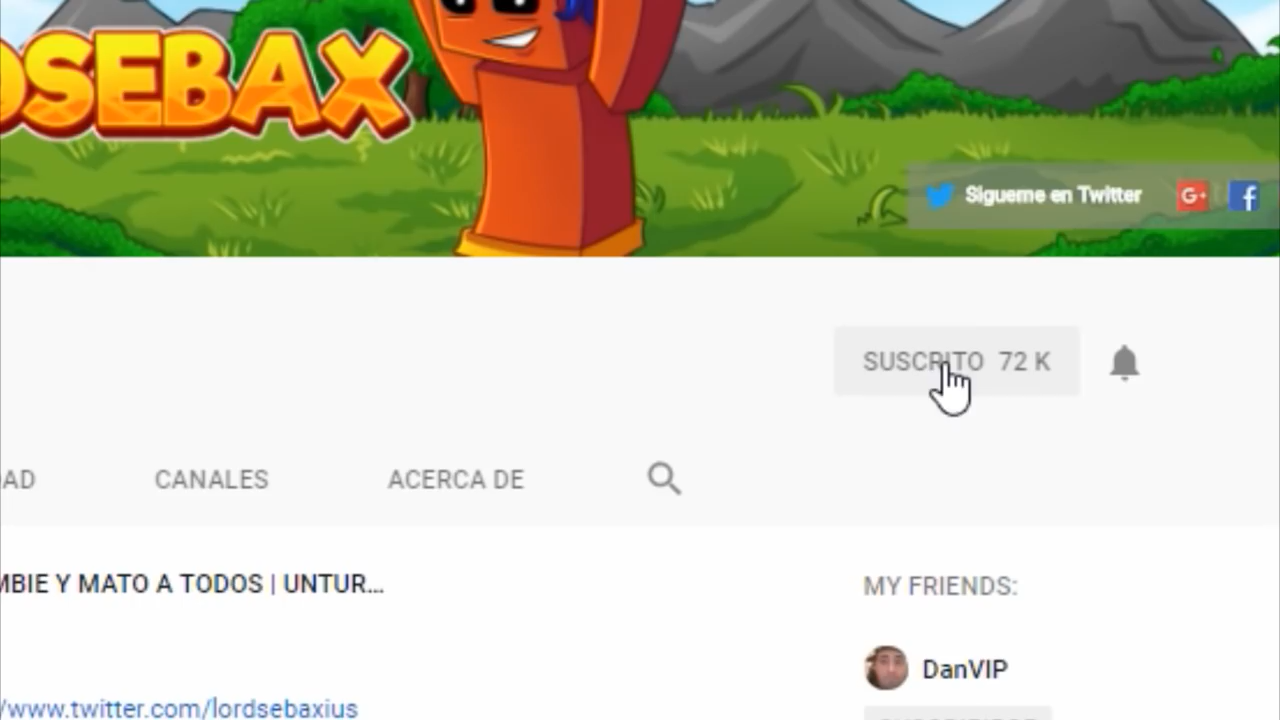 OSEBAX
Sigueme en Twitter
SUSCRITO 72 K
AD
CANALES
ACERCA DE
MBIE Y MATO A TODOS | UNTUR...
MY FRIENDS:
DanVIP
/www.twitter.com/lordsebaxius